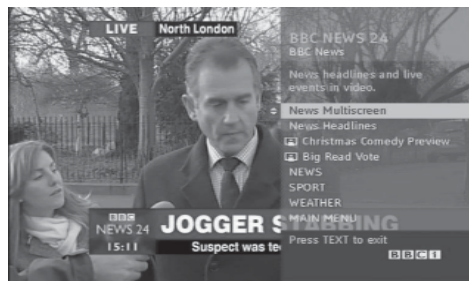 LIVE North London
BBC NEWS 24
BBC News
News headlines and live
events in video.
News Multiscreen
News Headlines
Christmas Comedy Preview
Big Read Vote
NEWS
SPORT
WEATHER
MAIN MENU
Press TEXT to exit
BBC 1
BBC
NEWS 24
15:11
JOGGER STABBING
Suspect was te